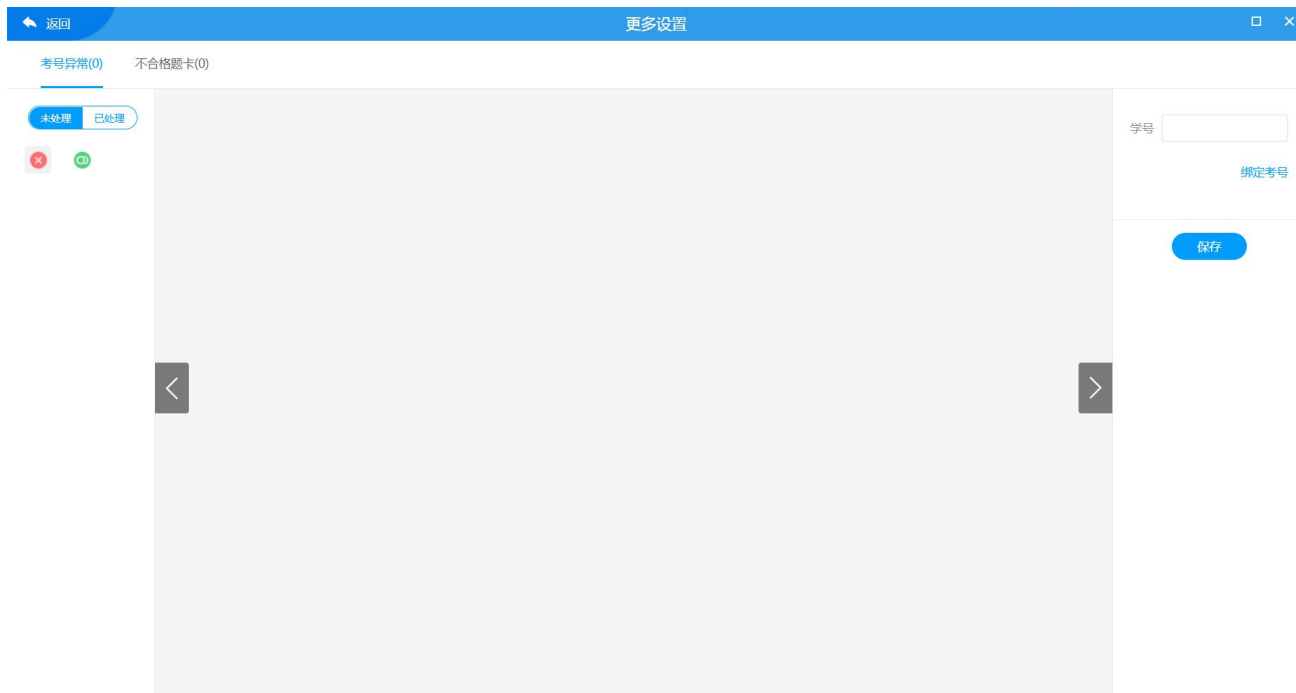 返回
更多设置
考号异常(0) 不合格题卡(0)
未处理 已处理
学号
绑定考号
保存